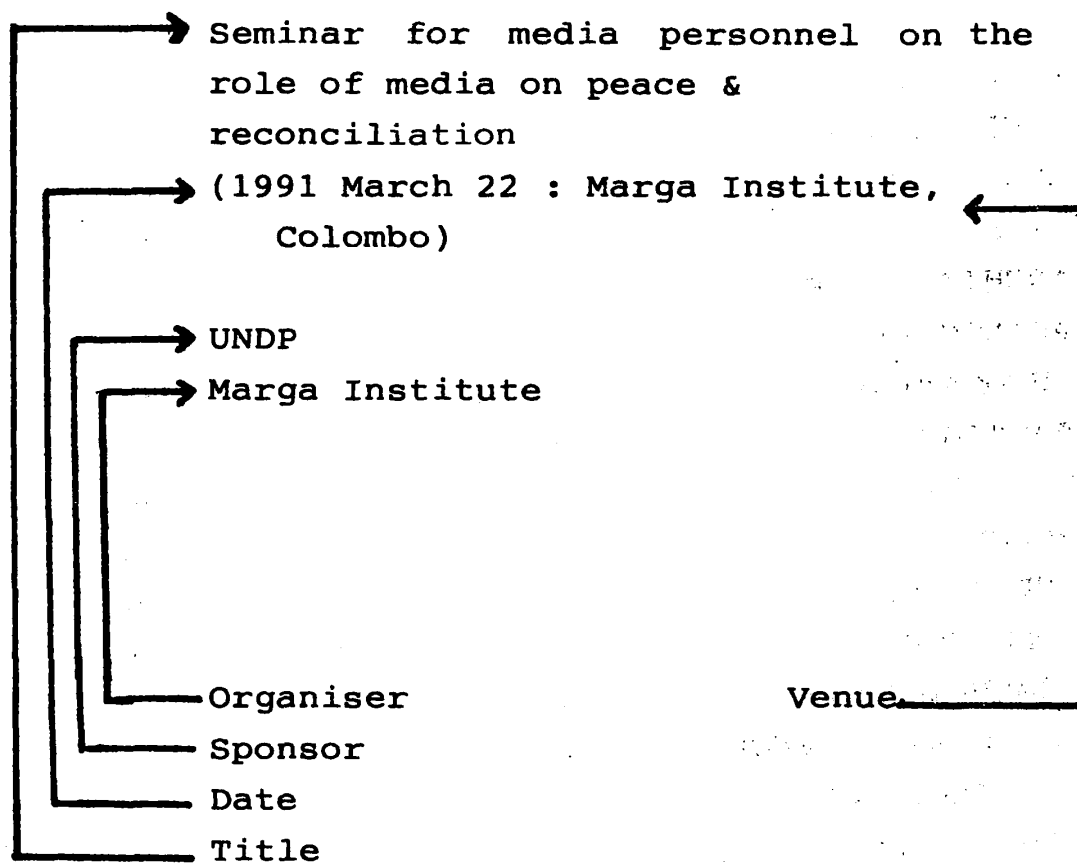 Seminar for media personnel on the
role of media on peace &
reconciliation
(1991 March 22 : Marga Institute,
Colombo)
UNDP
Marga Institute
Organiser Venue
Sponsor
Date
Title